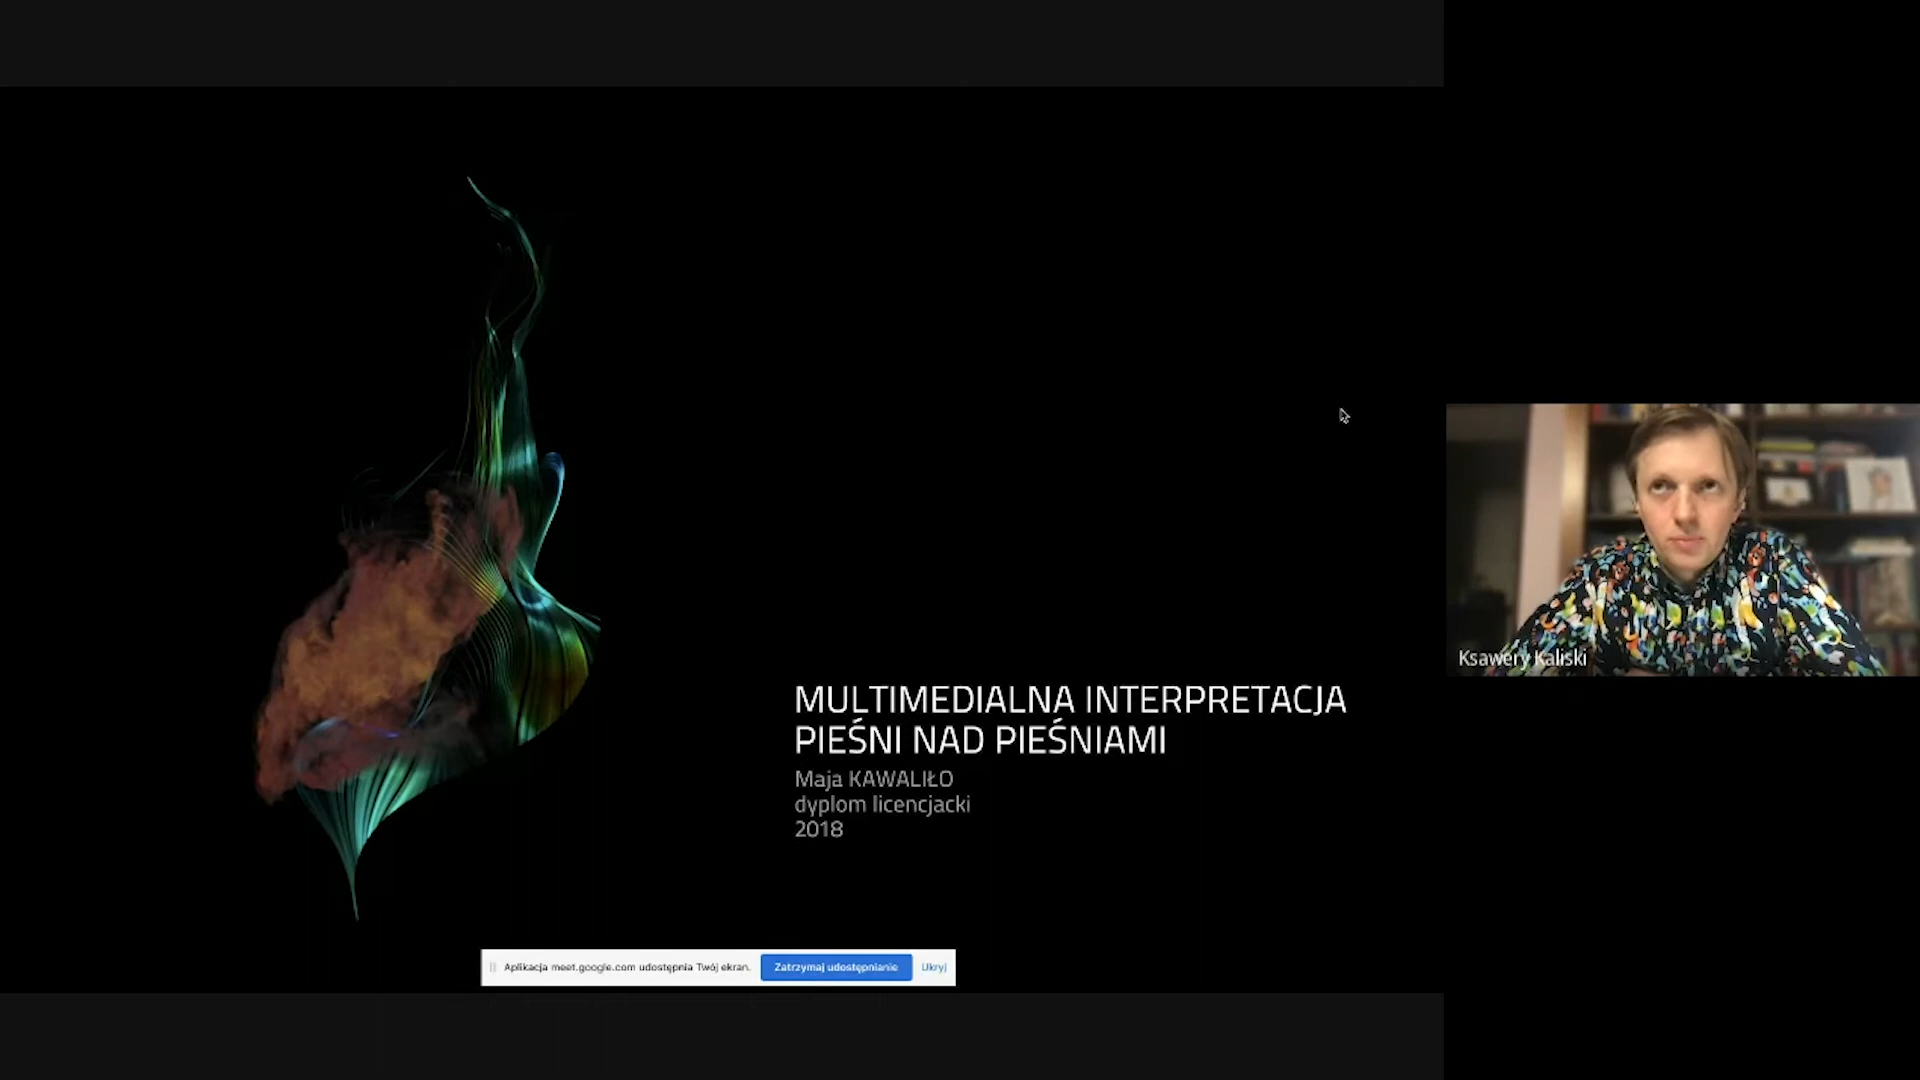 MULTIMEDIALNA INTERPRETACJA
PIEŚNI NAD PIEŚNIAMI
Maja KAWALIŁO
dyplom licencjacki
2018
Ksawery Kaliski
Aplikacja meet.google.com udostępnia Twój ekran. Zatrzymaj udostępnianie Ukryj